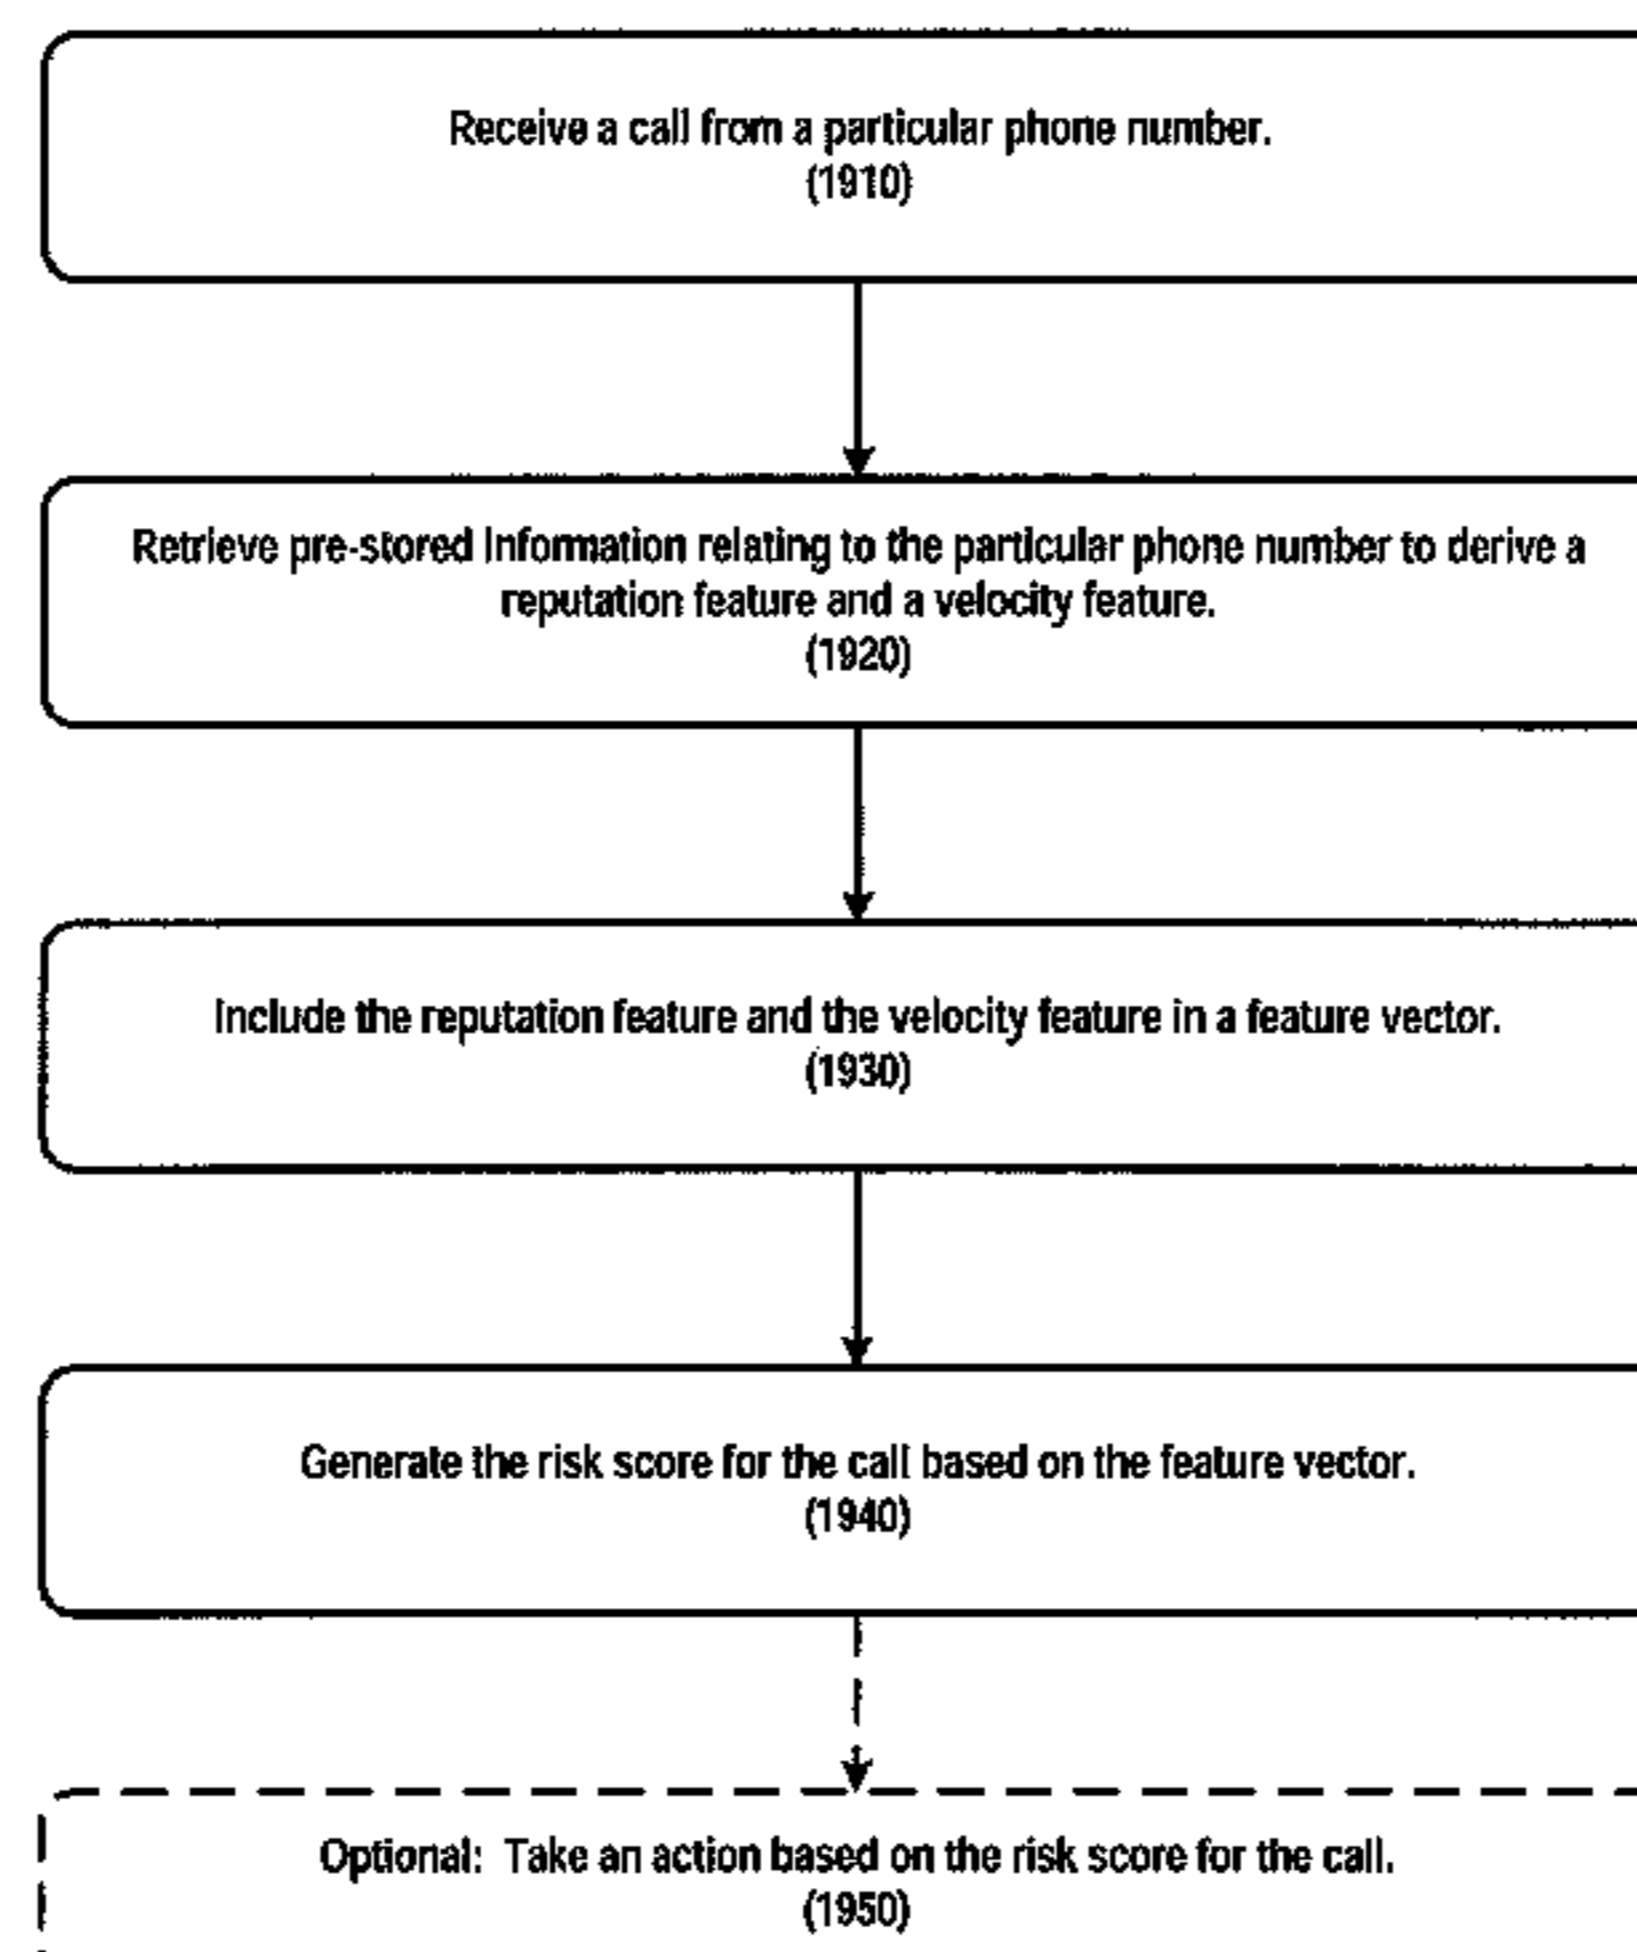 Receive a call from a particular phone number.
(1910)
Retrieve pre-stored information relating to the particular phone number to derive a
reputation feature and a velocity feature.
(1920)
Include the reputation feature and the velocity feature in a feature vector.
(1930)
Generate the risk score for the call based on the feature vector.
(1940)
Optional: Take an action based on the risk score for the call.
(1950)